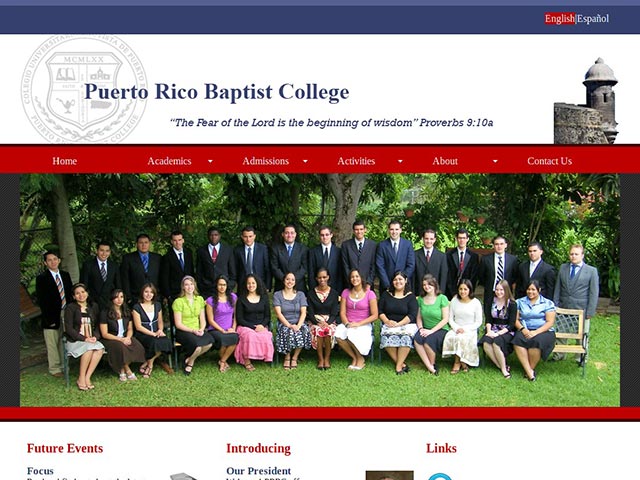 English|Español
COLEGIO UNIVERSITARIO BAUTISTA DE PUERTO RICO
MCMLXX
PUERTO RICO BAPTIST COLLEGE
Puerto Rico Baptist College
“The Fear of the Lord is the beginning of wisdom” Proverbs 9:10a
Home Academics Admissions Activities About Contact Us
Future Events Introducing Links
Focus Our President